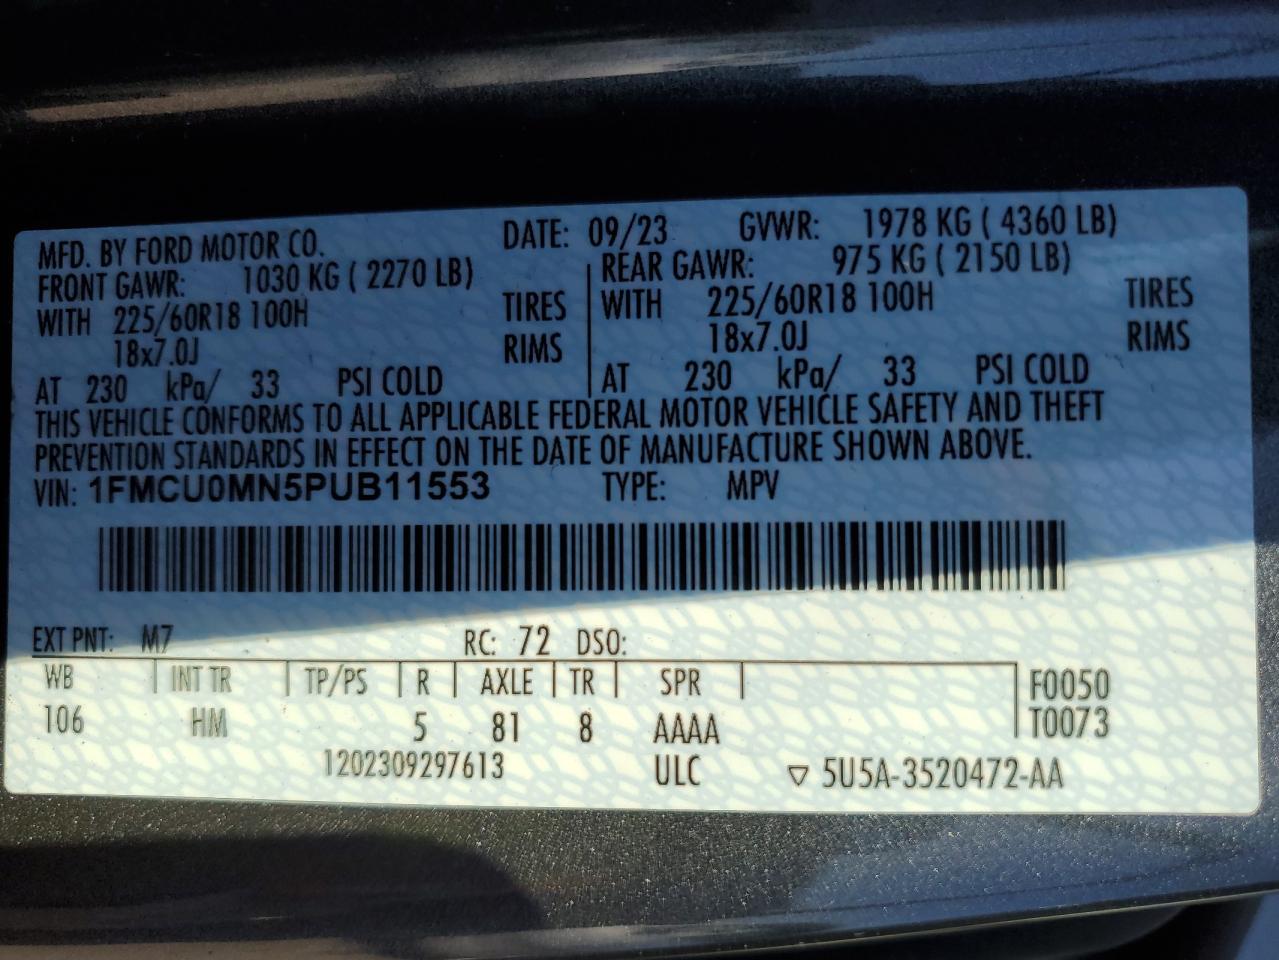 MFD. BY FORD MOTOR CO. DATE: 09/23 GVWR: 1978 KG ( 4360 LB)
FRONT GAWR: 1030 KG ( 2270 LB) REAR GAWR: 975 KG ( 2150 LB)
WITH 225/60R18 100H TIRES WITH 225/60R18 100H TIRES
18x7.0J RIMS 18x7.0J RIMS
AT 230 kPa/ 33 PSI COLD AT 230 kPa/ 33 PSI COLD
THIS VEHICLE CONFORMS TO ALL APPLICABLE FEDERAL MOTOR VEHICLE SAFETY AND THEFT
PREVENTION STANDARDS IN EFFECT ON THE DATE OF MANUFACTURE SHOWN ABOVE.
VIN: 1FMCU0MN5PUB11553 TYPE: MPV
EXT PNT: M7 RC: 72 DSO:
WB INT TR TP/PS R AXLE TR SPR F0050
106 HM 5 81 8 AAAA T0073
1202309297613 ULC ▽ 5U5A-3520472-AA